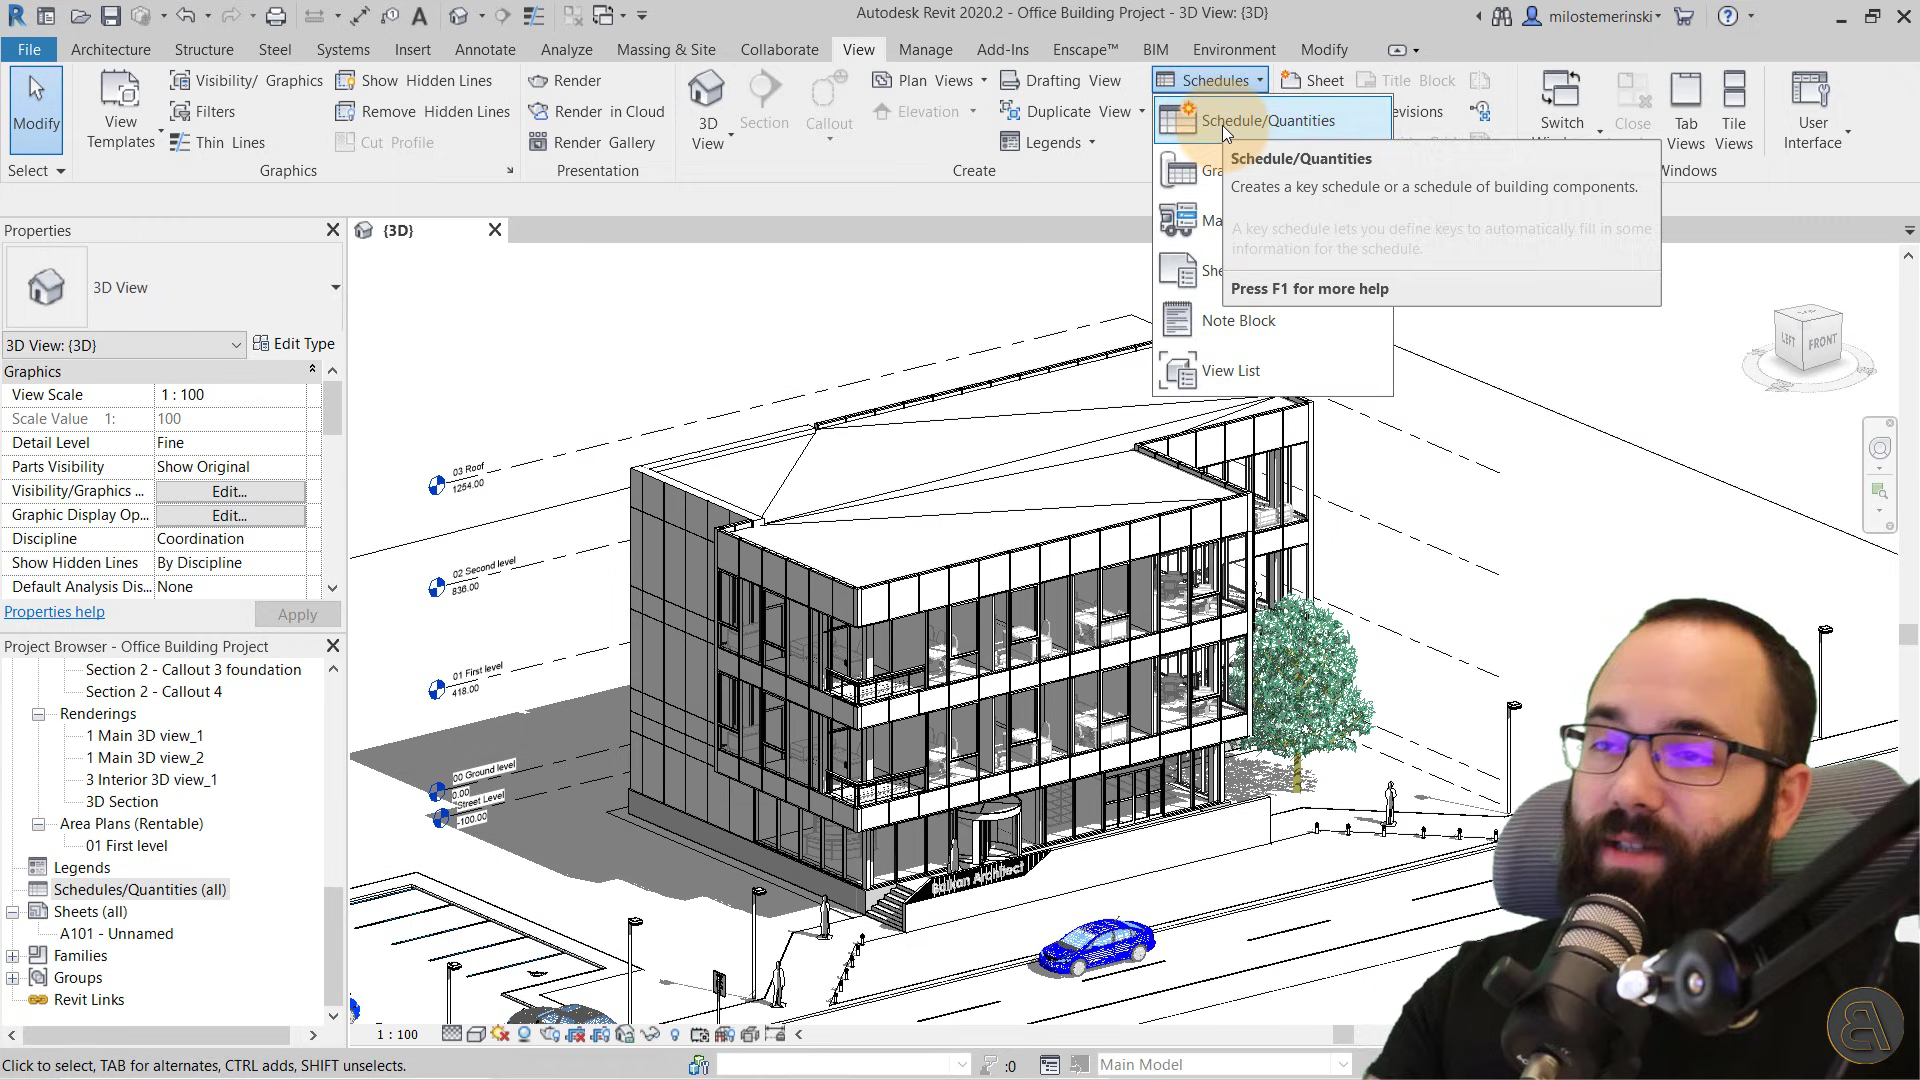 Autodesk Revit 2020.2 - Office Building Project - 3D View: {3D}
milostemerinski
File
Architecture
Structure
Steel
Systems
Insert
Annotate
Analyze
Massing & Site
Collaborate
View
Manage
Add-Ins
Enscape™
BIM
Environment
Modify
Modify
View
Templates
Visibility/ Graphics
Filters
Thin Lines
Show Hidden Lines
Remove Hidden Lines
Cut Profile
Render
Render in Cloud
Render Gallery
3D
View
Section
Callout
Plan Views
Elevation
Drafting View
Duplicate View
Legends
Schedules
Sheet
Title Block
evisions
Switch
Close
Tab
Views
Tile
Views
User
Interface
Select
Graphics
Presentation
Create
Windows
Schedule/Quantities
Gra
Ma
She
Note Block
View List
Schedule/Quantities
Creates a key schedule or a schedule of building components.
A key schedule lets you define keys to automatically fill in some
information for the schedule.
Press F1 for more help
Properties
3D View
3D View: {3D}
Edit Type
Graphics
View Scale 1 : 100
Scale Value 1: 100
Detail Level Fine
Parts Visibility Show Original
Visibility/Graphics ... Edit...
Graphic Display Op... Edit...
Discipline Coordination
Show Hidden Lines By Discipline
Default Analysis Dis... None
Properties help
Apply
Project Browser - Office Building Project
Section 2 - Callout 3 foundation
Section 2 - Callout 4
Renderings
1 Main 3D view_1
1 Main 3D view_2
3 Interior 3D view_1
3D Section
Area Plans (Rentable)
01 First level
Legends
Schedules/Quantities (all)
Sheets (all)
A101 - Unnamed
Families
Groups
Revit Links
{3D}
LEFT
FRONT
03 Roof
1254.00
02 Second level
836.00
01 First level
418.00
00 Ground level
0.00
Street Level
-100.00
Balkan Architect
1 : 100
Click to select, TAB for alternates, CTRL adds, SHIFT unselects.
:0
Main Model